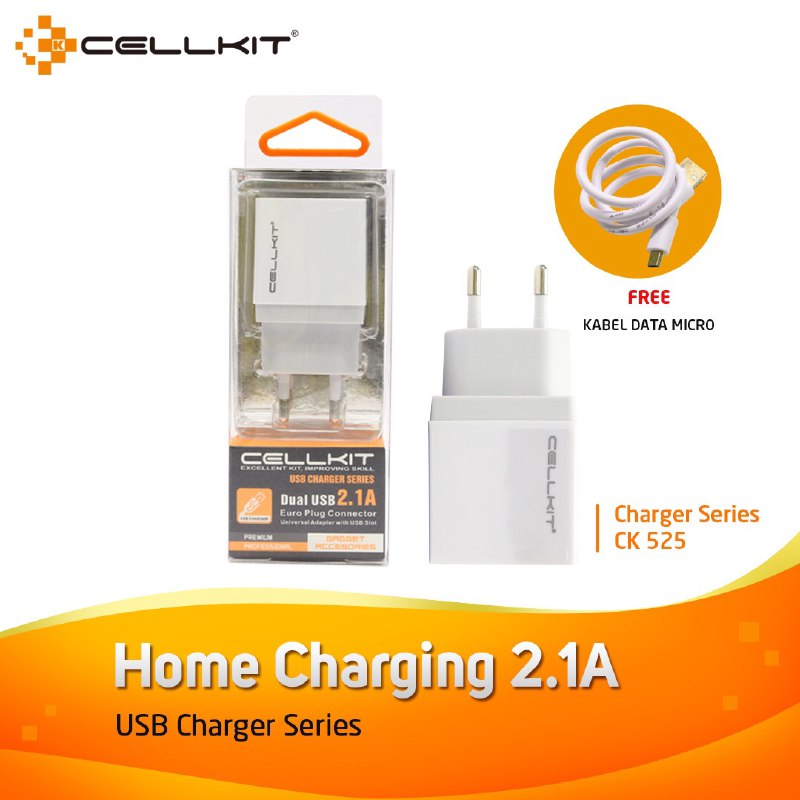 K CELLKIT®
FREE
KABEL DATA MICRO
CELLKIT
CELLKIT
EXCELLENT KIT, IMPROVING SKILL
USB CHARGER SERIES
Dual USB 2.1A
Euro Plug Connector
Universal Adapter with USB Slot
USB CHARGER
PREMIUM
PROFESSIONAL
GADGET
ACCESORIES
CELLKIT®
Charger Series
CK 525
Home Charging 2.1A
USB Charger Series